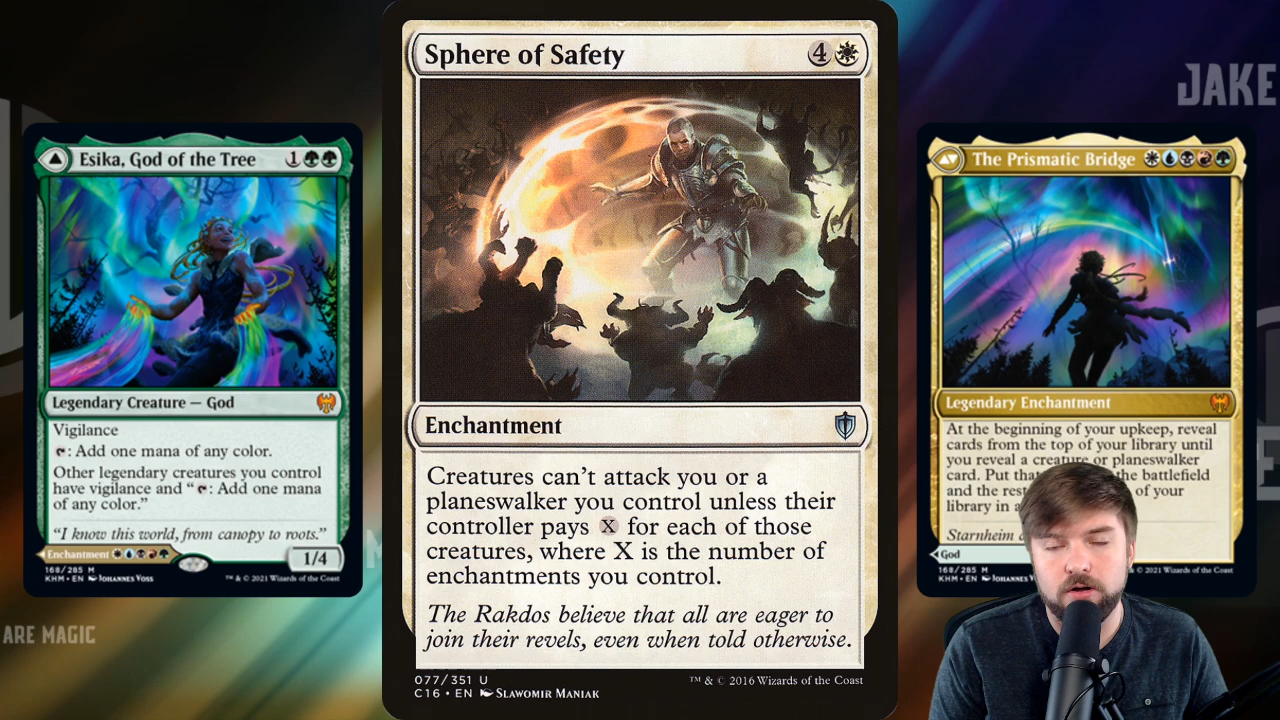 JAKE
ARE MAGIC
Esika, God of the Tree 1
Legendary Creature — God
Vigilance
: Add one mana of any color.
Other legendary creatures you control
have vigilance and “: Add one mana
of any color.”
“I know this world, from canopy to roots.”
Enchantment
1/4
168/285 M
KHM • EN Johannes Voss
™ & © 2021 Wizards of the Coast
Sphere of Safety 4
Enchantment
Creatures can’t attack you or a
planeswalker you control unless their
controller pays X for each of those
creatures, where X is the number of
enchantments you control.
The Rakdos believe that all are eager to
join their revels, even when told otherwise.
077/351 U
C16 • EN Slawomir Maniak
™ & © 2016 Wizards of the Coast
The Prismatic Bridge
Legendary Enchantment
At the beginning of your upkeep, reveal
cards from the top of your library until
you reveal a creature or planeswalker
card. Put that the battlefield
and the rest of your
library in a
Starnheim
God
168/285 M
KHM • EN Johannes V
& © 2021 Wizards of the Coast